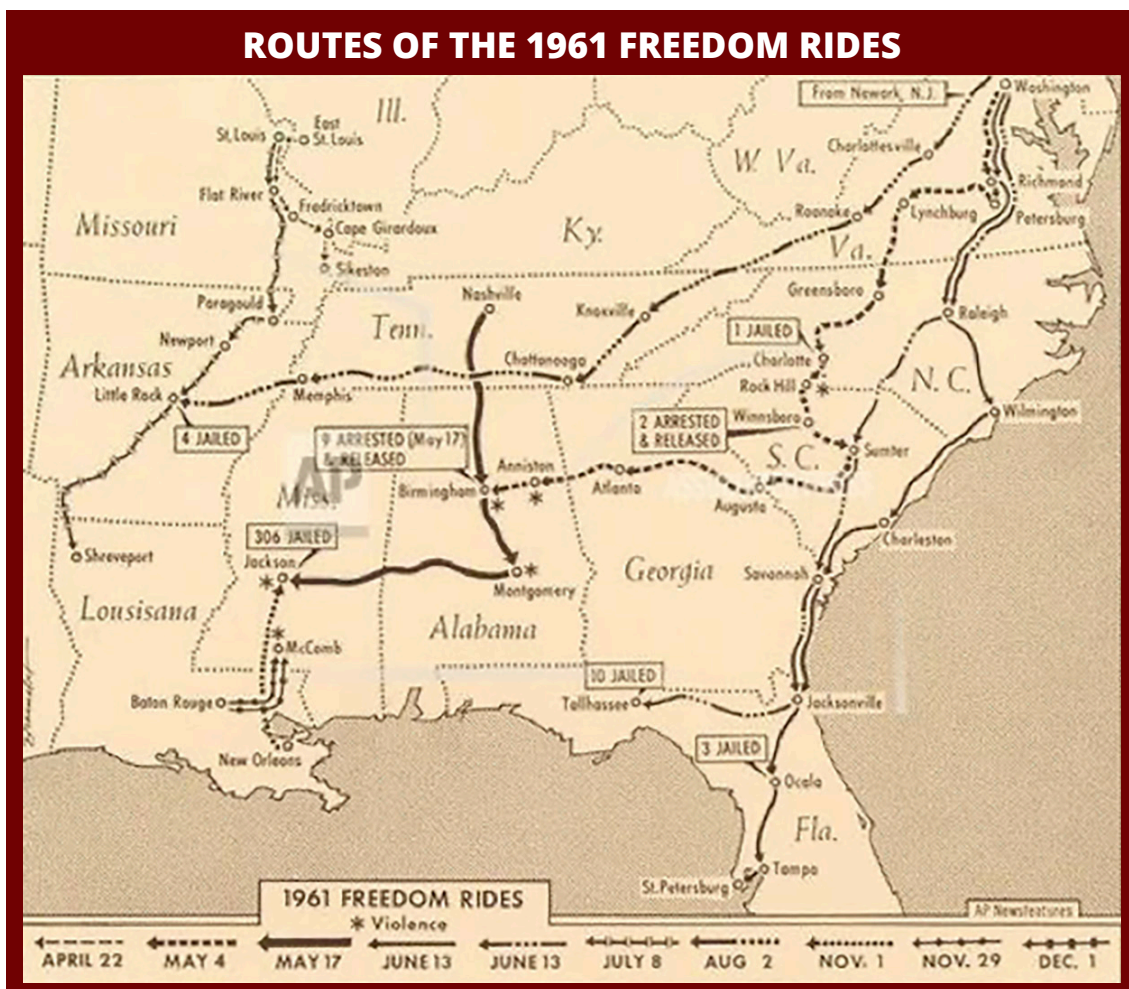 ROUTES OF THE 1961 FREEDOM RIDES
From Newark, N.J.
Washington
Ill.
East
St. Louis
St. Louis
W. Va.
Charlottesville
Richmond
Flat River
Fredricktown
Roanoke
Lynchburg
Petersburg
Missouri
Cape Girardoux
Ky.
Va.
Sikeston
Greensboro
Paragould
Nashville
Knoxville
Raleigh
Newport
Tenn.
1 JAILED
Charlotte
Chattanooga
Arkansas
Rock Hill
N. C.
Little Rock
Memphis
Winnsboro
Wilmington
4 JAILED
9 ARRESTED (May 17)
& RELEASED
2 ARRESTED
& RELEASED
Sumter
S. C.
AP
Anniston
Miss.
Birmingham
Atlanta
Augusta
306 JAILED
Charleston
Shreveport
Jackson
Georgia
Savannah
Montgomery
Lousisana
Alabama
McComb
10 JAILED
Baton Rouge
Tallhassee
Jacksonville
New Orleans
3 JAILED
Ocala
Fla.
Tampa
St. Petersburg
1961 FREEDOM RIDES
* Violence
AP Newsfeatures
APRIL 22 MAY 4 MAY 17 JUNE 13 JUNE 13 JULY 8 AUG 2 NOV. 1 NOV. 29 DEC. 1